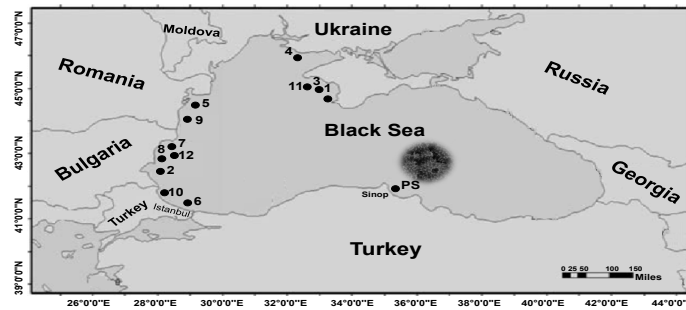 47°0'0"N
45°0'0"N
43°0'0"N
41°0'0"N
39°0'0"N
Moldova
Ukraine
Romania
Russia
4
11
3
1
5
9
Black Sea
Bulgaria
7
8
12
2
Georgia
10
6
PS
Sinop
Turkey
Istanbul
Turkey
0 25 50 100 150
Miles
26°0'0"E 28°0'0"E 30°0'0"E 32°0'0"E 34°0'0"E 36°0'0"E 38°0'0"E 40°0'0"E 42°0'0"E 44°0'0"E